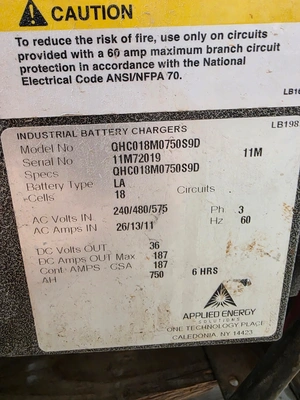 CAUTION
To reduce the risk of fire, use only on circuits
provided with a 60 amp maximum branch circuit
protection in accordance with the National
Electrical Code ANSI/NFPA 70.
INDUSTRIAL BATTERY CHARGERS LB198
Model No QHC018M0750S9D
Serial No 11M72019 11M
Specs QHC018M0750S9D
Battery Type LA Circuits
Cells 18
AC Volts IN 240/480/575 Ph 3
AC Amps IN 26/13/11 Hz 60
DC Volts OUT 36
DC Amps OUT Max 187
Cont AMPS - CSA 187 6 HRS
AH 750
APPLIED ENERGY
SOLUTIONS
ONE TECHNOLOGY PLACE
CALEDONIA, NY 14423